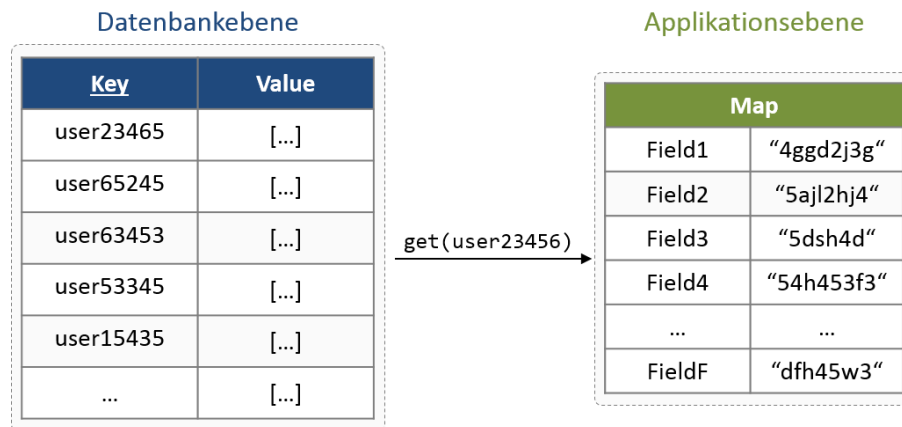 Datenbankebene
Applikationsebene
Key Value
user23465 [...]
user65245 [...]
user63453 [...]
user53345 [...]
user15435 [...]
... [...]
get(user23456)
Map
Field1 “4ggd2j3g“
Field2 “5ajl2hj4“
Field3 “5dsh4d“
Field4 “54h453f3“
... ...
FieldF “dfh45w3“